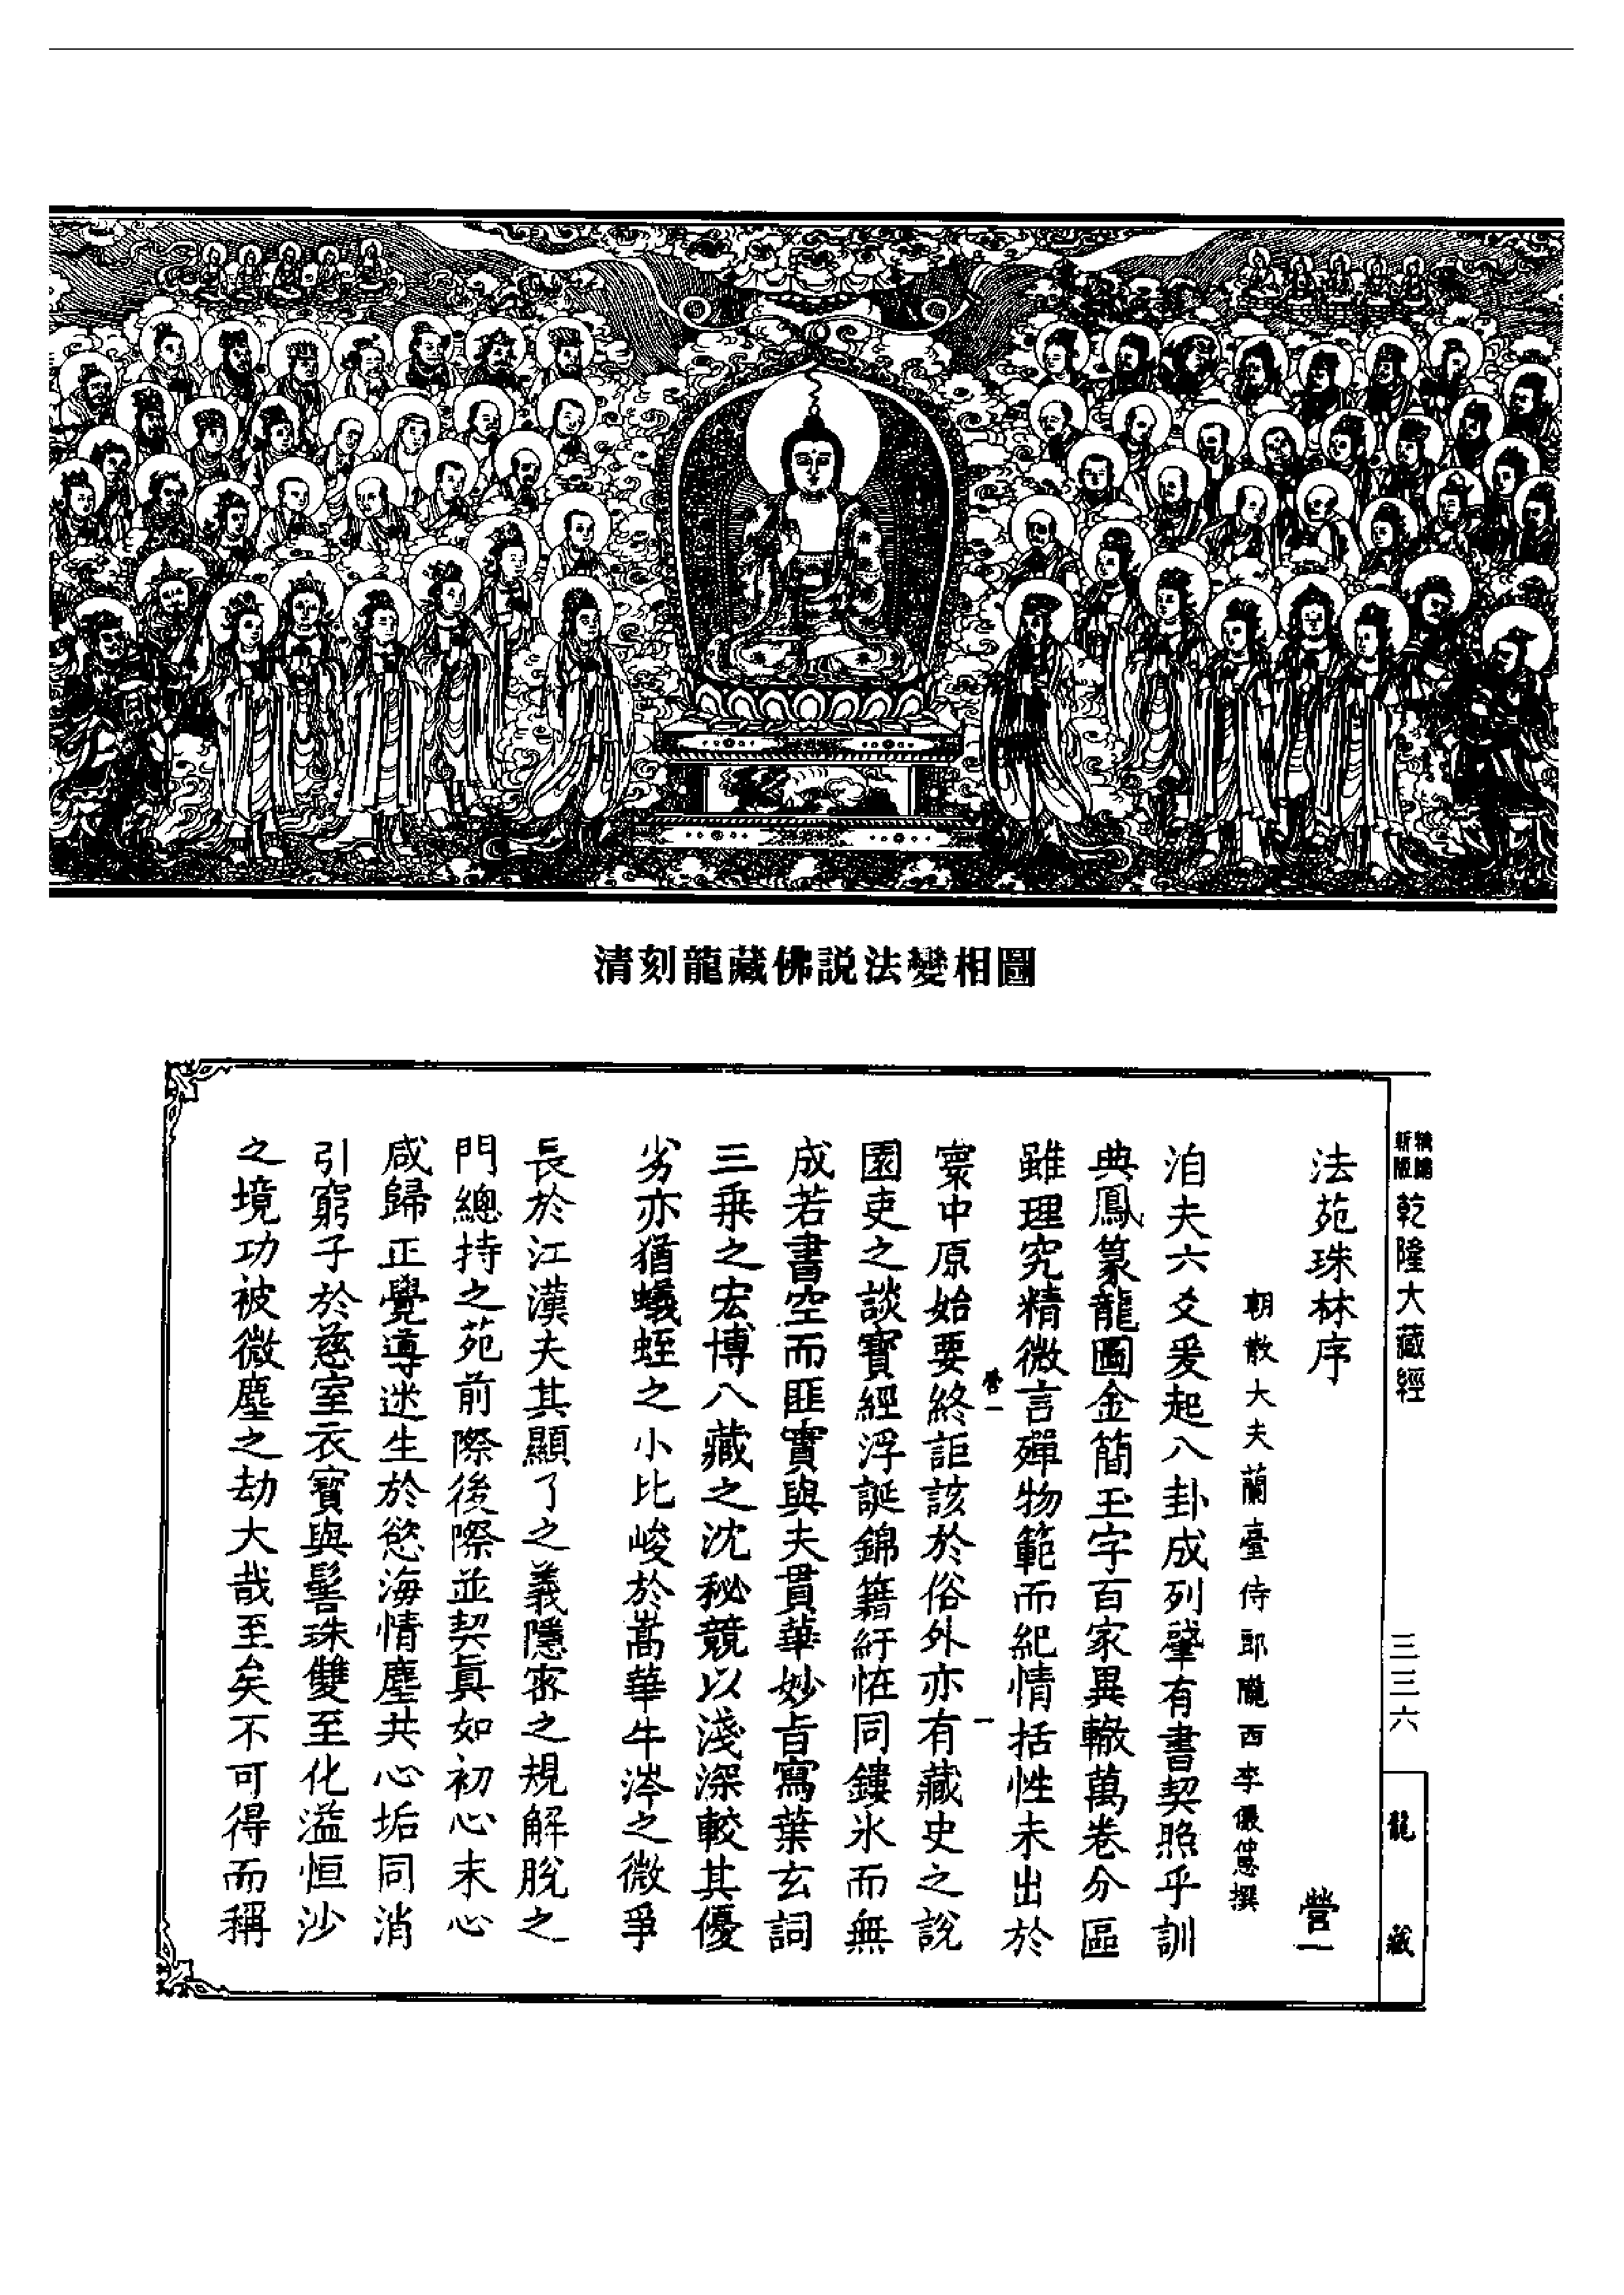 清刻龍藏佛説法變相圖
新版
乾隆大藏經
三三六
龍藏
法苑珠林序
營一
朝散大夫蘭臺侍郎隴西李儼仲思撰
洎夫六爻爰起八卦成列肇有書契照乎訓
典鳳篆龍圖金簡玉字百家異轍萬卷分區
雖理究精微言殫物範而紀情括性未出於
營一
一
寰中原始要終詎該於俗外亦有藏史之說
園吏之談寶經浮誕錦籍紆恠同鏤氷而無
成若書空而匪實與夫貫華妙旨寫葉玄詞
三乗之宏博八藏之沈秘競以淺深較其優
劣亦猶蟻蛭之小比峻於嵩華牛涔之微爭
長於江漢夫其顯了之義隱密之規解脫之
門總持之苑前際後際並契眞如初心末心
咸歸正覺導迷生於慾海情塵共心垢同消
引窮子於慈室衣寳與髻珠雙至化溢恒沙
之境功被微塵之劫大哉至矣不可得而稱